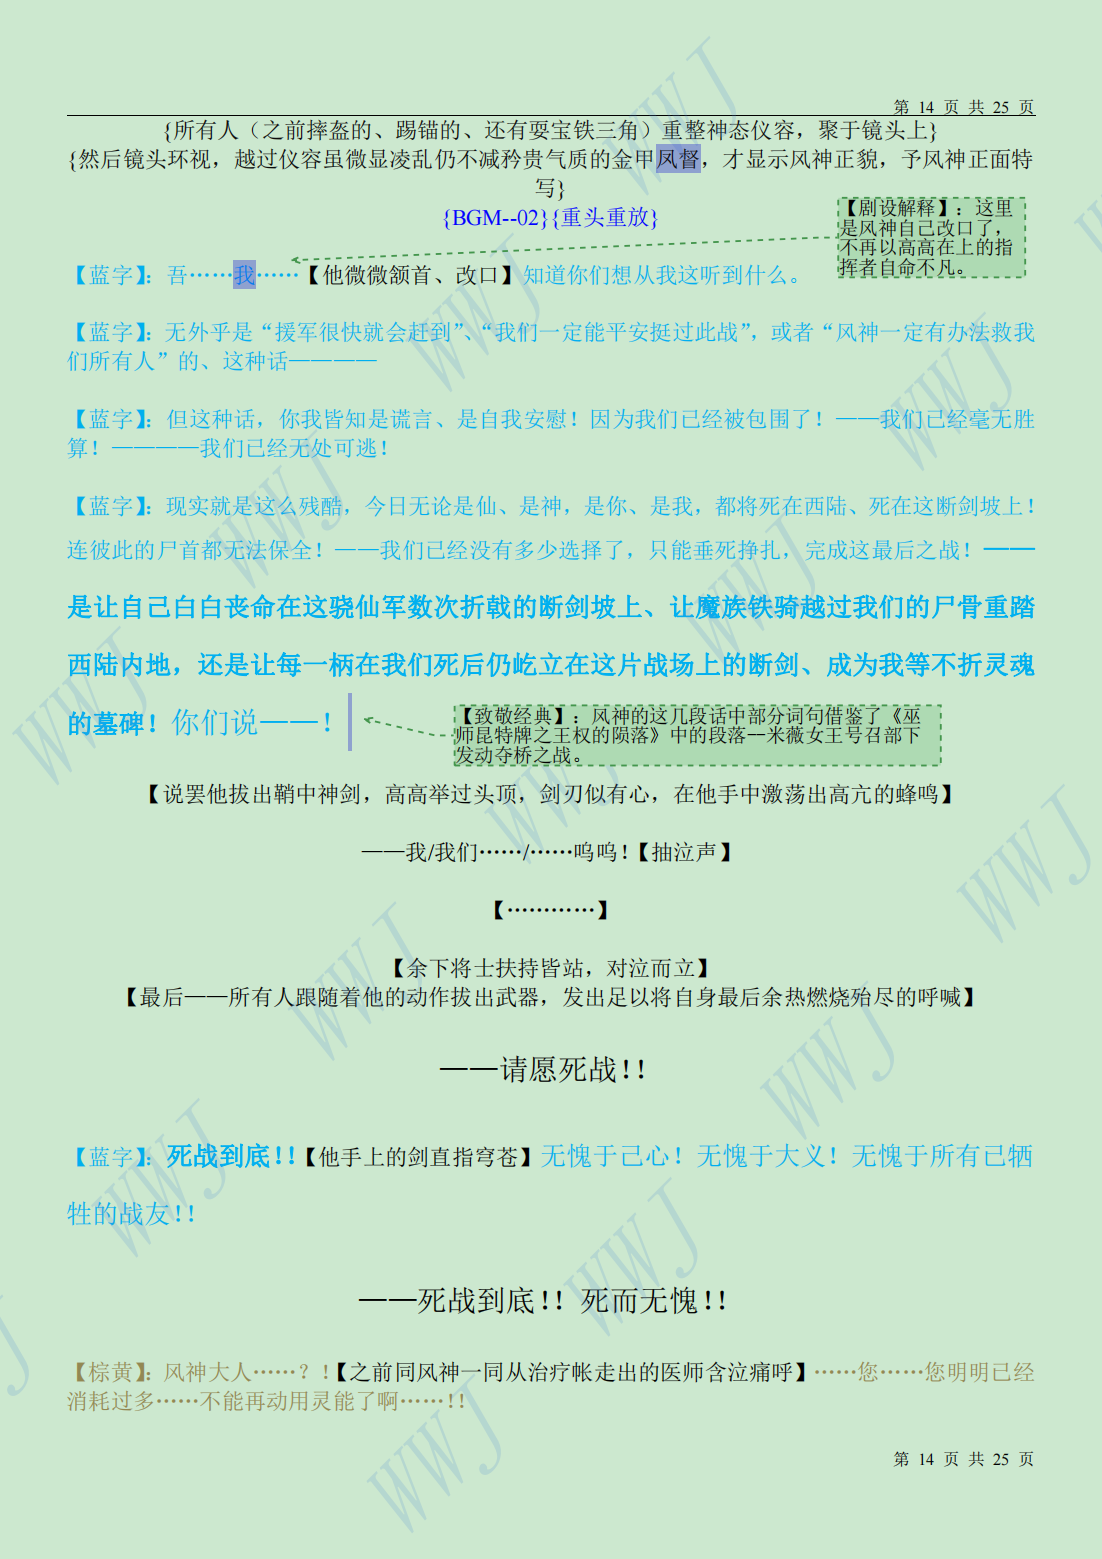 第 14 页 共 25 页
{所有人（之前摔盔的、踢锚的、还有耍宝铁三角）重整神态仪容，聚于镜头上}
{然后镜头环视，越过仪容虽微显凌乱仍不减矜贵气质的金甲凤督，才显示风神正貌，予风神正面特
写}
{BGM--02}{重头重放}
【剧设解释】：这里
是风神自己改口了，
不再以高高在上的指
挥者自命不凡。
【蓝字】：吾……我……【他微微颔首、改口】知道你们想从我这听到什么。
【蓝字】：无外乎是“援军很快就会赶到”、“我们一定能平安挺过此战”，或者“风神一定有办法救我
们所有人”的、这种话————
【蓝字】：但这种话，你我皆知是谎言、是自我安慰！因为我们已经被包围了！——我们已经毫无胜
算！————我们已经无处可逃！
【蓝字】：现实就是这么残酷，今日无论是仙、是神，是你、是我，都将死在西陆、死在这断剑坡上！
连彼此的尸首都无法保全！——我们已经没有多少选择了，只能垂死挣扎，完成这最后之战！——
是让自己白白丧命在这骁仙军数次折戟的断剑坡上、让魔族铁骑越过我们的尸骨重踏
西陆内地，还是让每一柄在我们死后仍屹立在这片战场上的断剑、成为我等不折灵魂
的墓碑！你们说——！
【致敬经典】：风神的这几段话中部分词句借鉴了《巫
师昆特牌之王权的陨落》中的段落--米薇女王号召部下
发动夺桥之战。
【说罢他拔出鞘中神剑，高高举过头顶，剑刃似有心，在他手中激荡出高亢的蜂鸣】
——我/我们……/……呜呜！【抽泣声】
【…………】
【余下将士扶持皆站，对泣而立】
【最后——所有人跟随着他的动作拔出武器，发出足以将自身最后余热燃烧殆尽的呼喊】
——请愿死战！！
【蓝字】：死战到底！！【他手上的剑直指穹苍】无愧于己心！无愧于大义！无愧于所有已牺
牲的战友！！
——死战到底！！死而无愧！！
【棕黄】：风神大人……？！【之前同风神一同从治疗帐走出的医师含泣痛呼】……您……您明明已经
消耗过多……不能再动用灵能了啊……！！
第 14 页 共 25 页
WWJ
WWJ
WWJ
WWJ
WWJ
WWJ
WWJ
WWJ
WWJ
WWJ
WWJ
WWJ
WWJ
WWJ